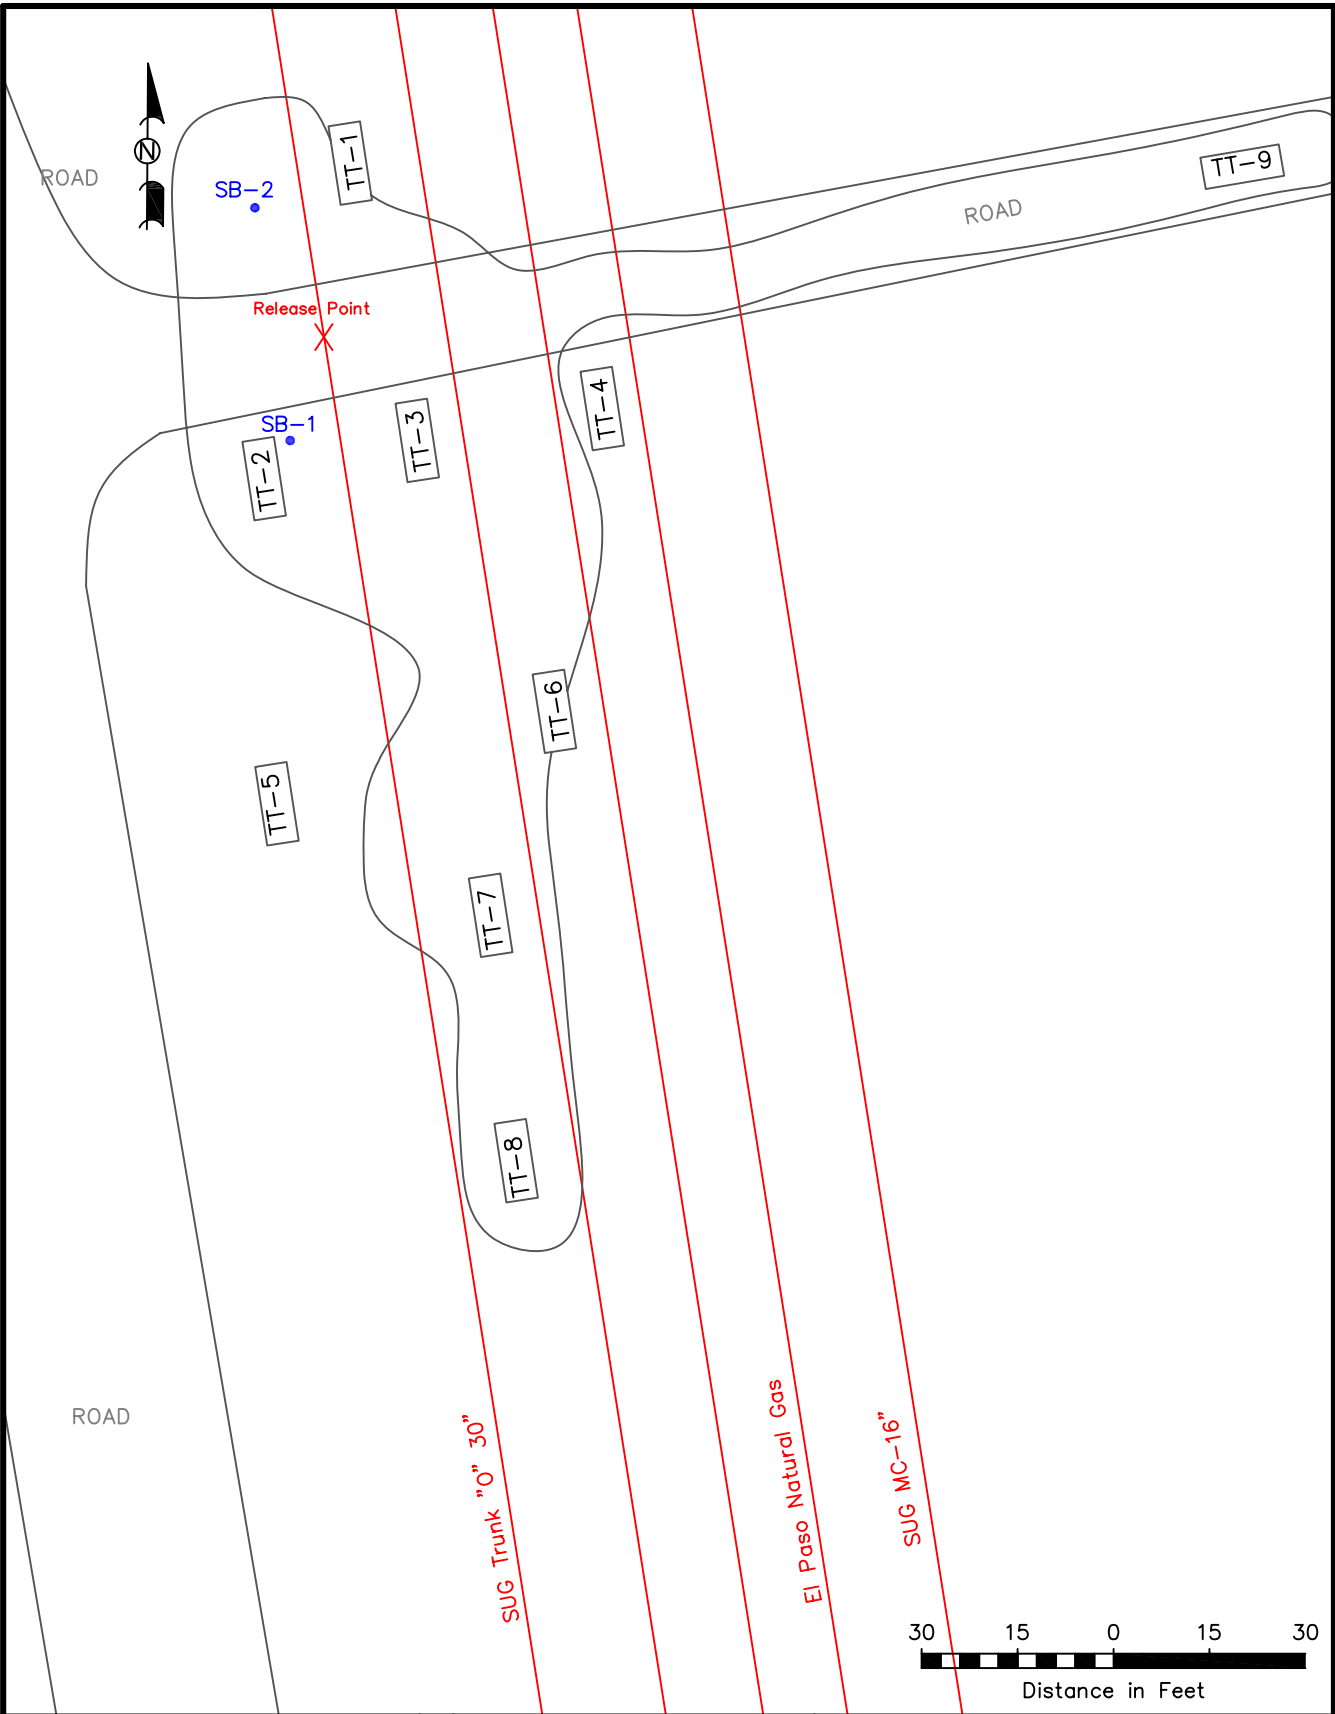 TT-1
N
TT-9
ROAD
SB-2
ROAD
Release Point
TT-4
TT-3
SB-1
TT-2
TT-6
TT-5
TT-7
TT-8
ROAD
SUG Trunk "O" 30"
El Paso Natural Gas
SUG MC-16"
30 15 0 15 30
Distance in Feet